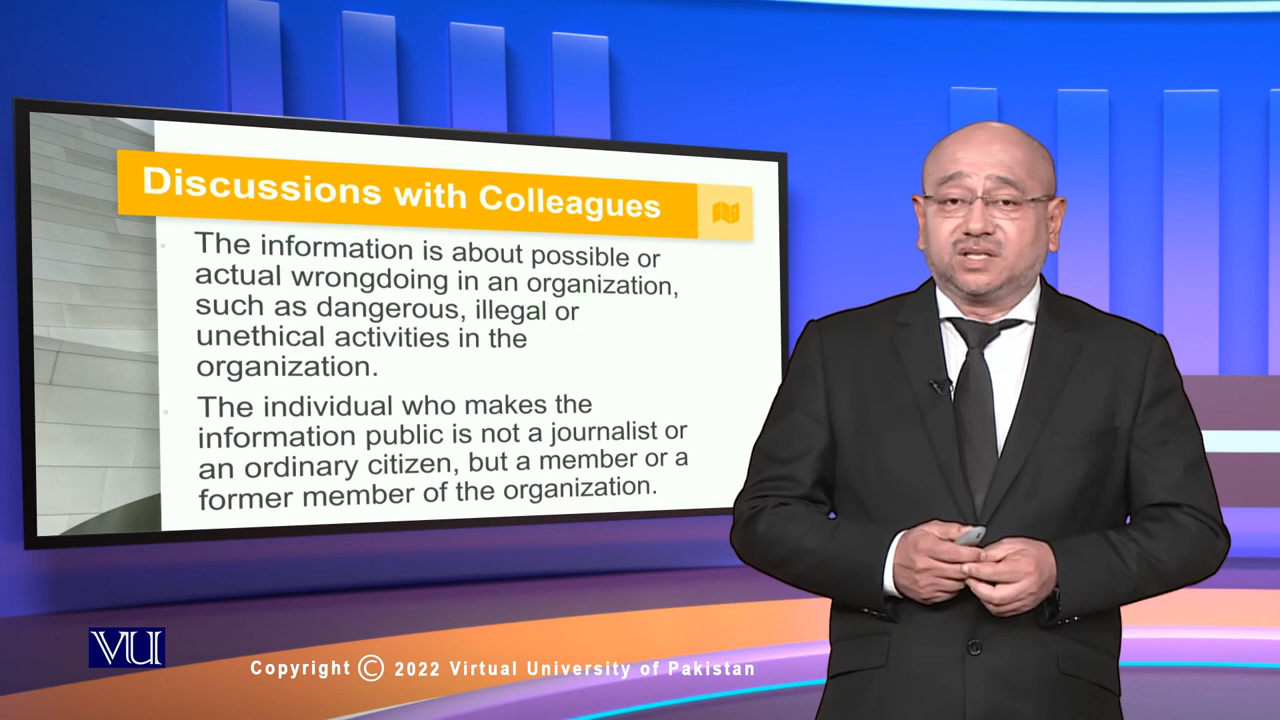 Discussions with Colleagues
The information is about possible or
actual wrongdoing in an organization,
such as dangerous, illegal or
unethical activities in the
organization.
The individual who makes the
information public is not a journalist or
an ordinary citizen, but a member or a
former member of the organization.
VU
Copyright © 2022 Virtual University of Pakistan